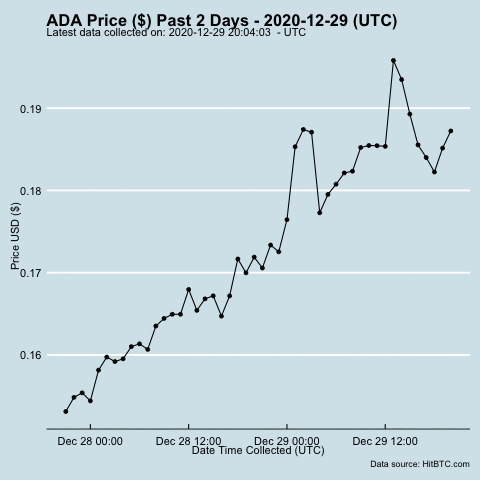 ADA Price ($) Past 2 Days - 2020-12-29 (UTC)
Latest data collected on: 2020-12-29 20:04:03  - UTC
0.19
0.18
0.17
0.16
Price USD ($)
Dec 28 00:00 Dec 28 12:00 Dec 29 00:00 Dec 29 12:00
Date Time Collected (UTC)
Data source: HitBTC.com